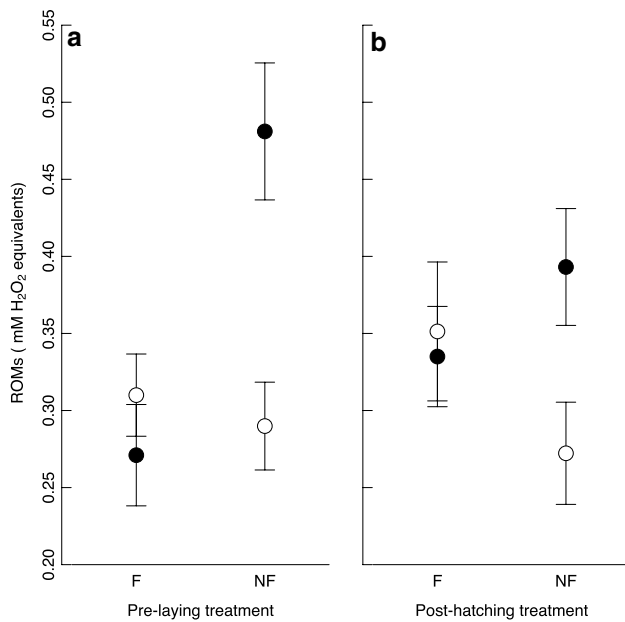 a
b
0.55
0.50
0.45
0.40
0.35
0.30
0.25
0.20
ROMs ( mM H₂O₂ equivalents)
F NF
F NF
Pre-laying treatment
Post-hatching treatment